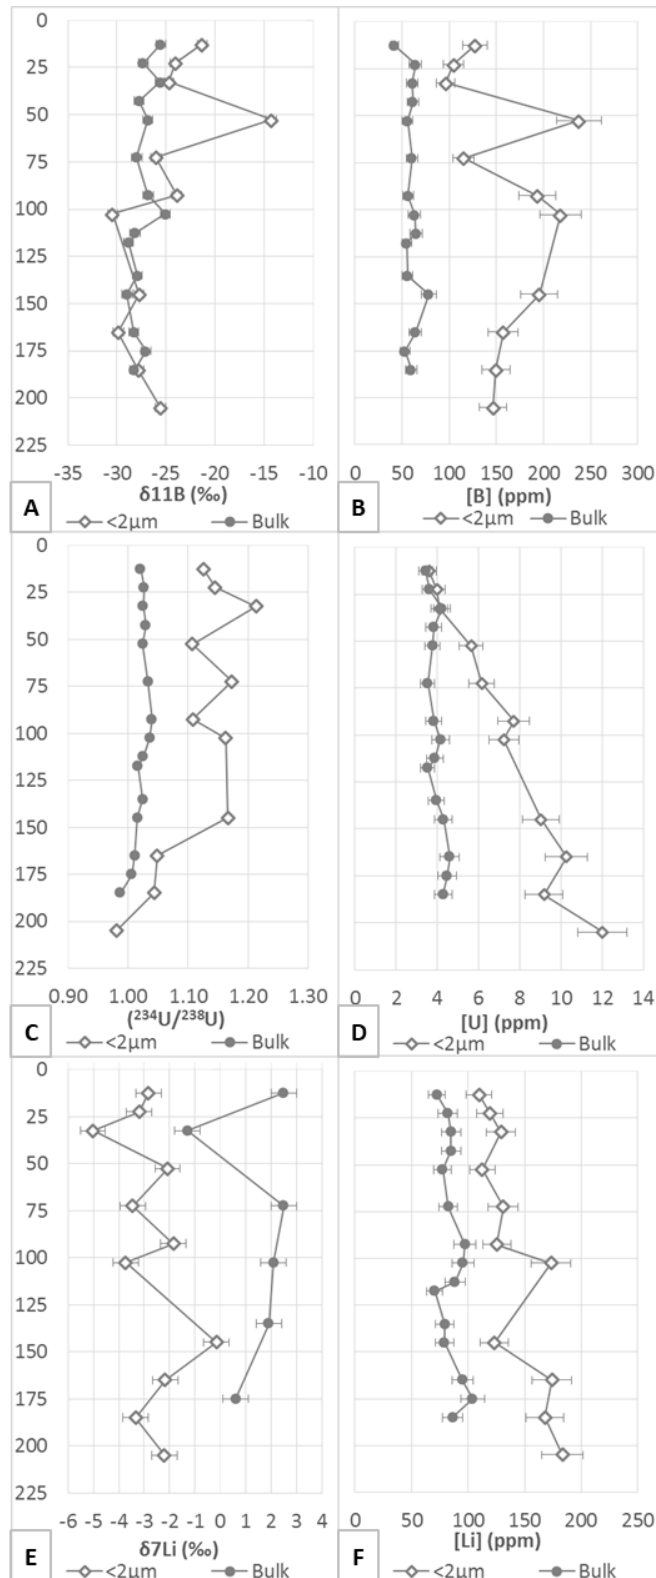 0
25
50
75
100
125
150
175
200
225
-35 -30 -25 -20 -15 -10
A
δ11B (‰)
<2µm Bulk
0 50 100 150 200 250 300
B
[B] (ppm)
<2µm Bulk
0
25
50
75
100
125
150
175
200
225
0.90 1.00 1.10 1.20 1.30
C
(²³⁴U/²³⁸U)
<2µm Bulk
0 2 4 6 8 10 12 14
D
[U] (ppm)
<2µm Bulk
0
25
50
75
100
125
150
175
200
225
-6 -5 -4 -3 -2 -1 0 1 2 3 4
E
δ7Li (‰)
<2µm Bulk
0 50 100 150 200 250
F
[Li] (ppm)
<2µm Bulk